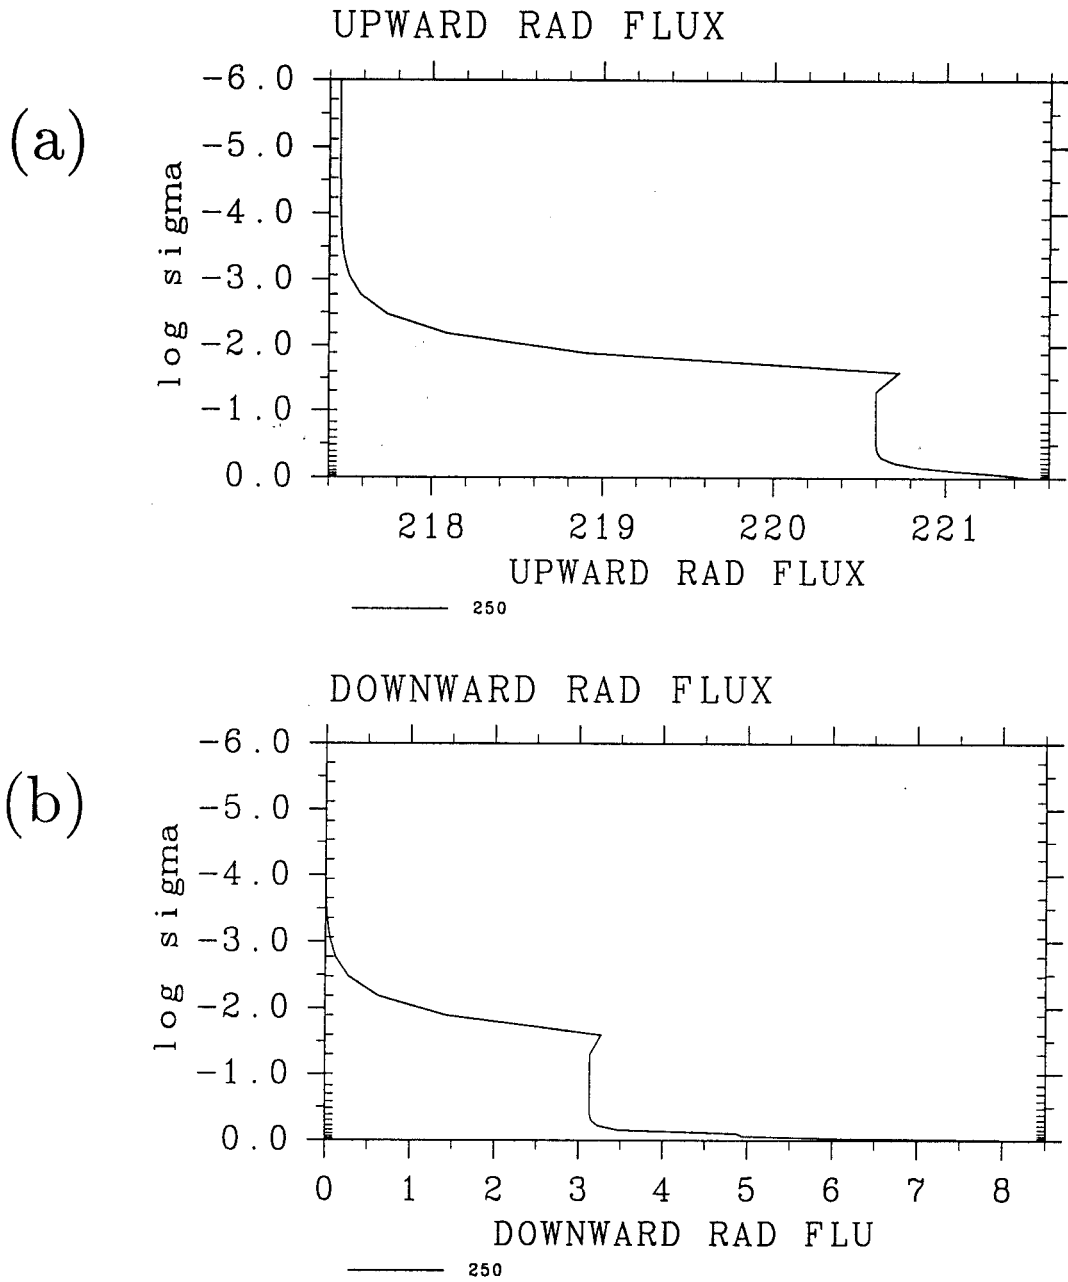 UPWARD RAD FLUX
(a)
-6.0
-5.0
-4.0
-3.0
-2.0
-1.0
0.0
log sigma
218 219 220 221
UPWARD RAD FLUX
250
DOWNWARD RAD FLUX
(b)
-6.0
-5.0
-4.0
-3.0
-2.0
-1.0
0.0
log sigma
0 1 2 3 4 5 6 7 8
DOWNWARD RAD FLU
250